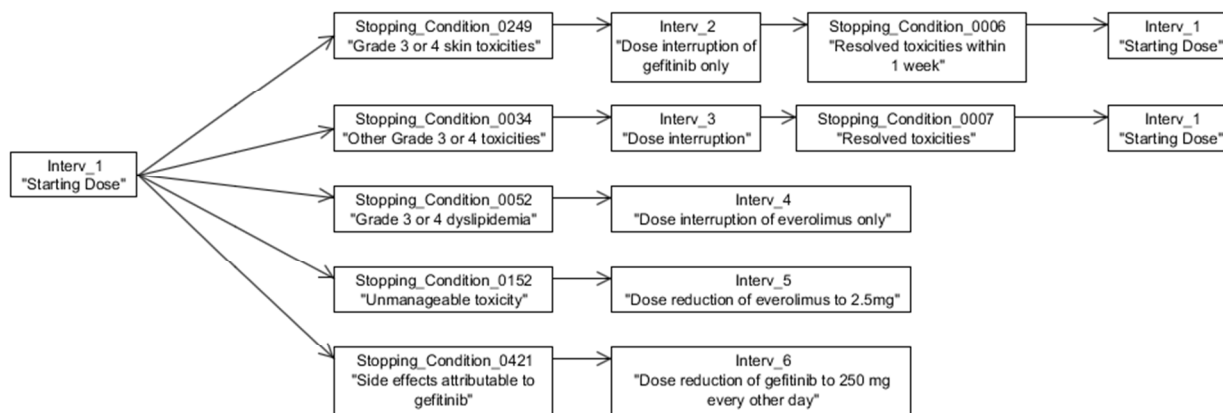 Stopping_Condition_0249
"Grade 3 or 4 skin toxicities"
Interv_2
"Dose interruption of
gefitinib only
Stopping_Condition_0006
"Resolved toxicities within
1 week"
Interv_1
"Starting Dose"
Stopping_Condition_0034
"Other Grade 3 or 4 toxicities"
Interv_3
"Dose interruption"
Stopping_Condition_0007
"Resolved toxicities"
Interv_1
"Starting Dose"
Interv_1
"Starting Dose"
Stopping_Condition_0052
"Grade 3 or 4 dyslipidemia"
Interv_4
"Dose interruption of everolimus only"
Stopping_Condition_0152
"Unmanageable toxicity"
Interv_5
"Dose reduction of everolimus to 2.5mg"
Stopping_Condition_0421
"Side effects attributable to
gefitinib"
Interv_6
"Dose reduction of gefitinib to 250 mg
every other day"